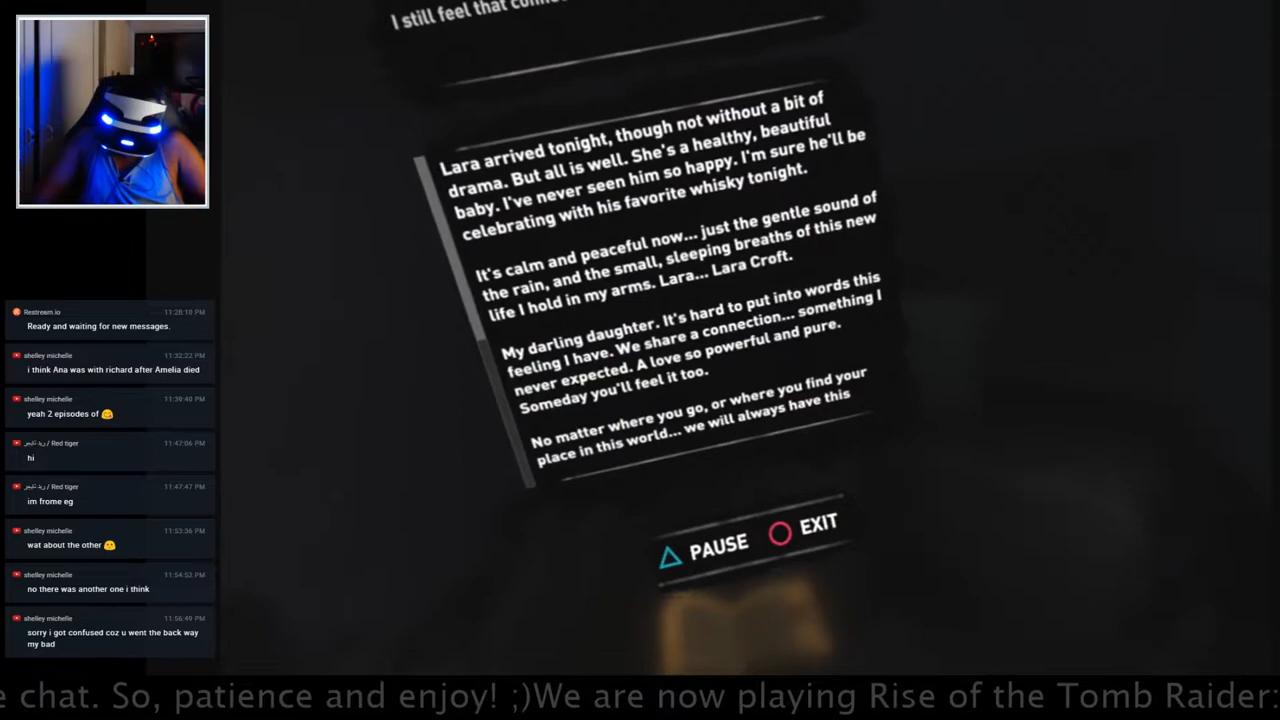 I still feel that
Lara arrived tonight, though not without a bit of
drama. But all is well. She's a healthy, beautiful
baby. I've never seen him so happy. I'm sure he'll be
celebrating with his favorite whisky tonight.
It's calm and peaceful now... just the gentle sound of
the rain, and the small, sleeping breaths of this new
life I hold in my arms. Lara... Lara Croft.
My darling daughter. It's hard to put into words this
feeling I have. We share a connection... something I
never expected. A love so powerful and pure.
Someday you'll feel it too.
No matter where you go, or where you find your
place in this world... we will always have this
PAUSE EXIT
Restream.io 11:28:10 PM
Ready and waiting for new messages.
shelley michelle 11:32:22 PM
i think Ana was with richard after Amelia died
shelley michelle 11:39:40 PM
yeah 2 episodes of 🤗
/ Red tiger 11:47:06 PM
hi
/ Red tiger 11:47:47 PM
im frome eg
shelley michelle 11:53:36 PM
wat about the other
shelley michelle 11:54:52 PM
no there was another one i think
shelley michelle 11:56:49 PM
sorry i got confused coz u went the back way
my bad
e chat. So, patience and enjoy! ;)We are now playing Rise of the Tomb Raider: